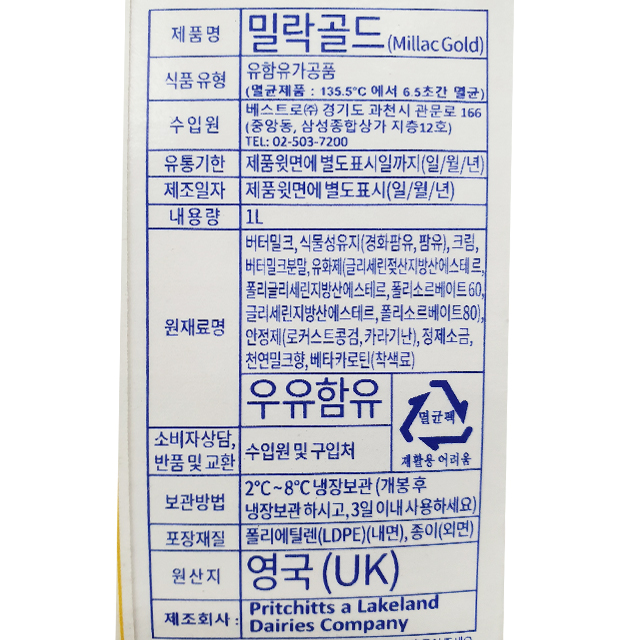 제품명 밀락골드(Millac Gold)
식품유형 유함유가공품
(멸균제품 : 135.5°C 에서 6.5초간 멸균)
수입원 베스트로㈜ 경기도 과천시 관문로 166
(중앙동, 삼성종합상가 지층12호)
TEL: 02-503-7200
유통기한 제품윗면에 별도표시일까지(일/월/년)
제조일자 제품윗면에 별도표시(일/월/년)
내용량 1L
원재료명 버터밀크, 식물성유지(경화팜유, 팜유), 크림,
버터밀크분말, 유화제(글리세린젖산지방산에스테르,
폴리글리세린지방산에스테르, 폴리소르베이트60,
글리세린지방산에스테르, 폴리소르베이트80),
안정제(로커스트콩검, 카라기난), 정제소금,
천연밀크향, 베타카로틴(착색료)
우유함유
멸균팩
재활용 어려움
소비자상담,
반품 및 교환 수입원 및 구입처
보관방법 2°C ~ 8°C 냉장보관 (개봉 후
냉장보관 하시고, 3일 이내 사용하세요)
포장재질 폴리에틸렌(LDPE)(내면), 종이(외면)
원산지 영국 (UK)
제조회사 : Pritchitts a Lakeland
Dairies Company